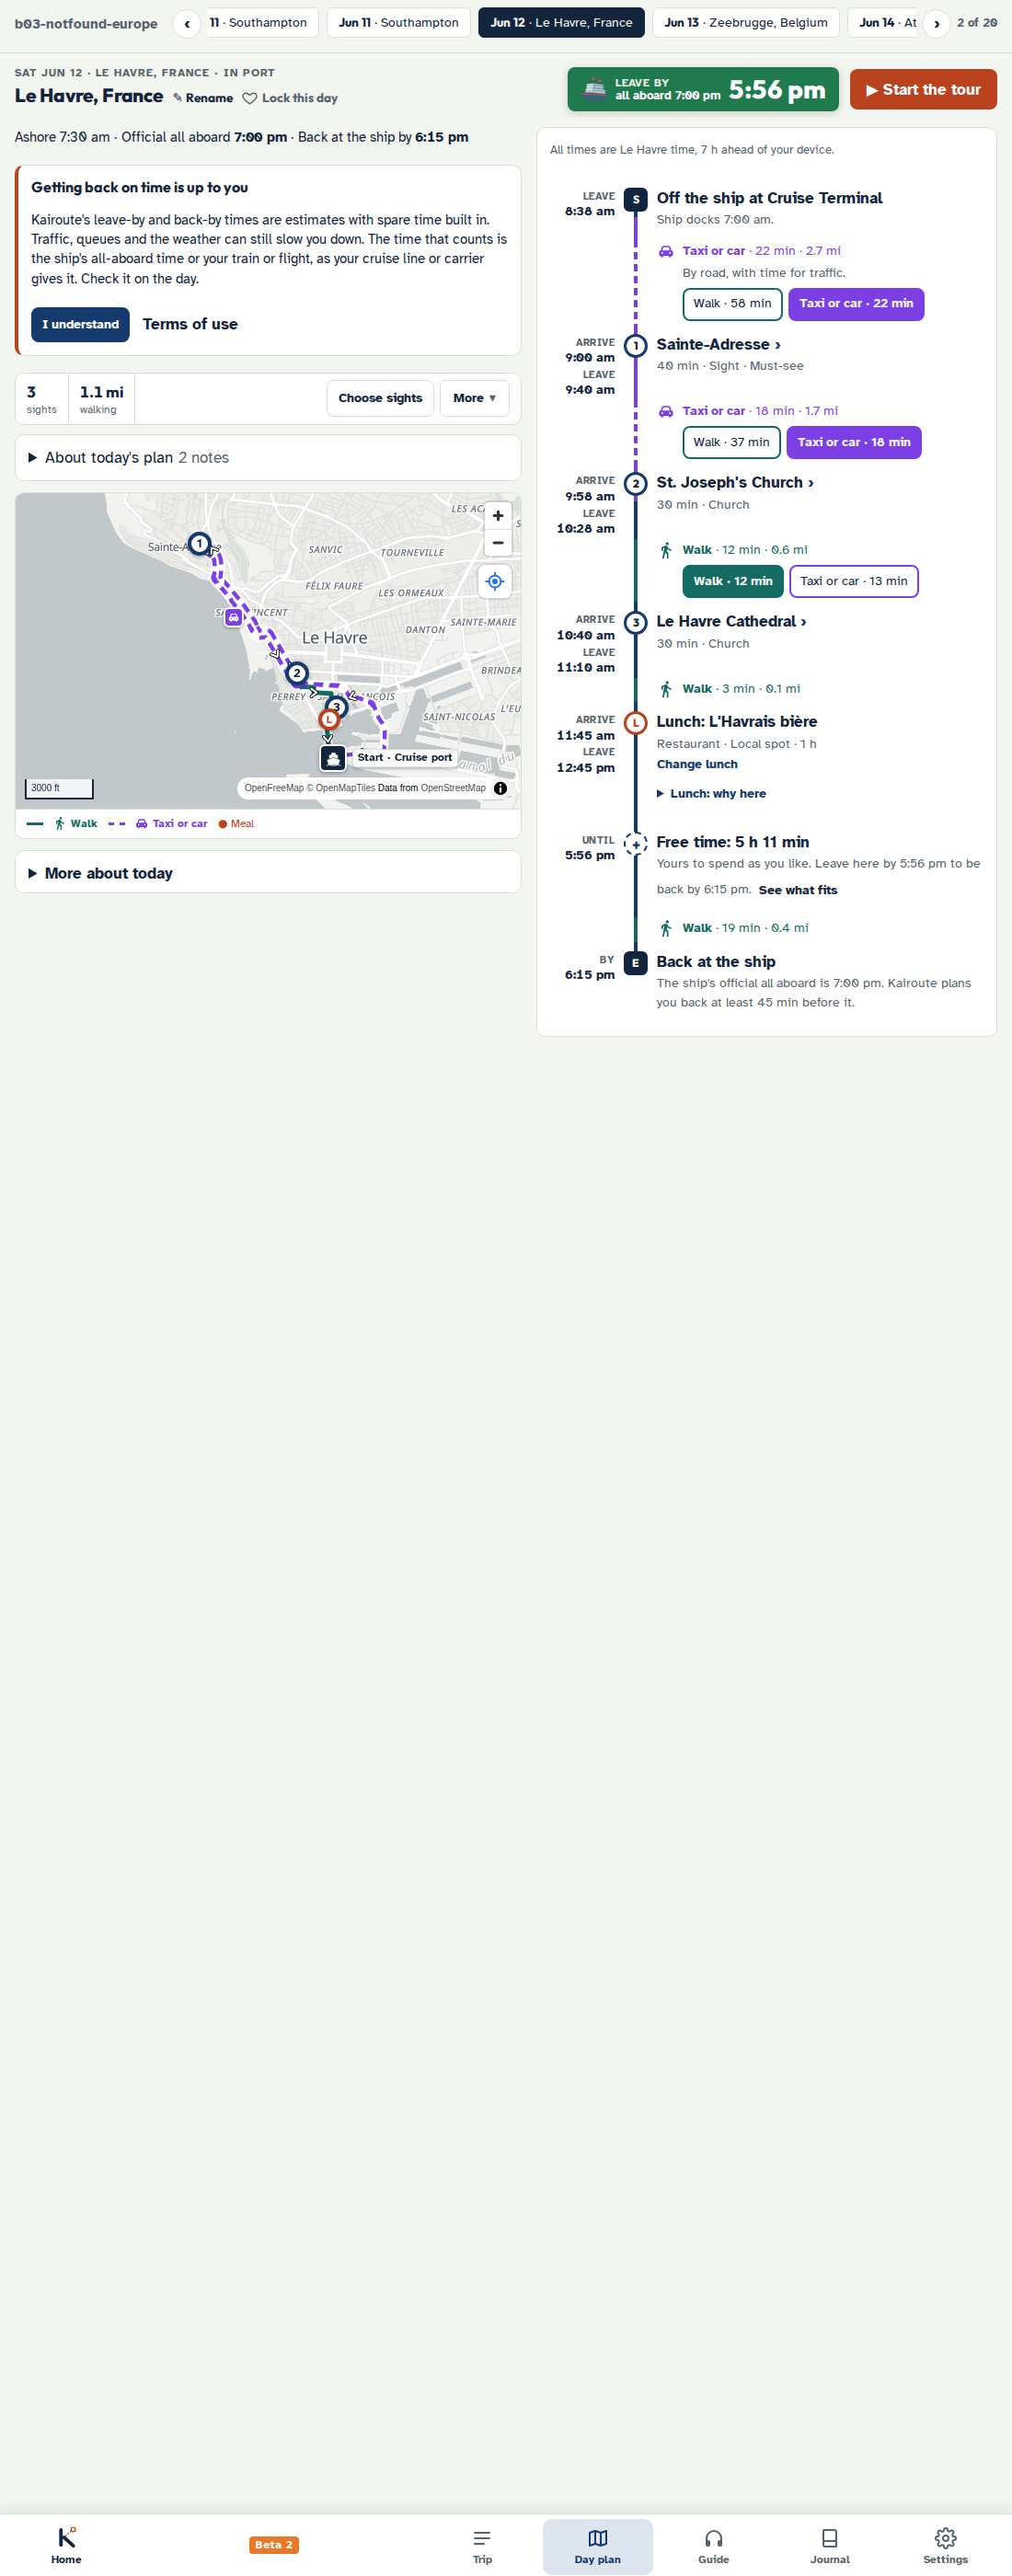 b03-notfound-europe
‹
11 · Southampton
Jun 11 · Southampton
Jun 12 · Le Havre, France
Jun 13 · Zeebrugge, Belgium
Jun 14 · At
›
2 of 20
SAT JUN 12 · LE HAVRE, FRANCE · IN PORT
Le Havre, France
✎ Rename
Lock this day
LEAVE BY
all aboard 7:00 pm
5:56 pm
▶ Start the tour
Ashore 7:30 am · Official all aboard 7:00 pm · Back at the ship by 6:15 pm
Getting back on time is up to you
Kairoute's leave-by and back-by times are estimates with spare time built in.
Traffic, queues and the weather can still slow you down. The time that counts is
the ship's all-aboard time or your train or flight, as your cruise line or carrier
gives it. Check it on the day.
I understand
Terms of use
3
sights
1.1 mi
walking
Choose sights
More ▼
▶ About today's plan 2 notes
SANVIC
TOURNEVILLE
FÉLIX FAURE
LES ORMEAUX
SAINTE-MARIE
DANTON
Le Havre
SAINT-NICOLAS
1
2
3
L
Start · Cruise port
+
−
3000 ft
OpenFreeMap © OpenMapTiles Data from OpenStreetMap
Walk
Taxi or car
Meal
▶ More about today
All times are Le Havre time, 7 h ahead of your device.
LEAVE
8:38 am
S
Off the ship at Cruise Terminal
Ship docks 7:00 am.
Taxi or car · 22 min · 2.7 mi
By road, with time for traffic.
Walk · 58 min
Taxi or car · 22 min
ARRIVE
9:00 am
LEAVE
9:40 am
1
Sainte-Adresse ›
40 min · Sight · Must-see
Taxi or car · 18 min · 1.7 mi
Walk · 37 min
Taxi or car · 18 min
ARRIVE
9:58 am
LEAVE
10:28 am
2
St. Joseph's Church ›
30 min · Church
Walk · 12 min · 0.6 mi
Walk · 12 min
Taxi or car · 13 min
ARRIVE
10:40 am
LEAVE
11:10 am
3
Le Havre Cathedral ›
30 min · Church
Walk · 3 min · 0.1 mi
ARRIVE
11:45 am
LEAVE
12:45 pm
L
Lunch: L'Havrais bière
Restaurant · Local spot · 1 h
Change lunch
▶ Lunch: why here
UNTIL
5:56 pm
+
Free time: 5 h 11 min
Yours to spend as you like. Leave here by 5:56 pm to be
back by 6:15 pm. See what fits
Walk · 19 min · 0.4 mi
BY
6:15 pm
E
Back at the ship
The ship's official all aboard is 7:00 pm. Kairoute plans
you back at least 45 min before it.
Home
Beta 2
Trip
Day plan
Guide
Journal
Settings